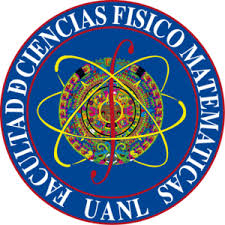 FACULTAD DE CIENCIAS FISICO MATEMATICAS
UANL